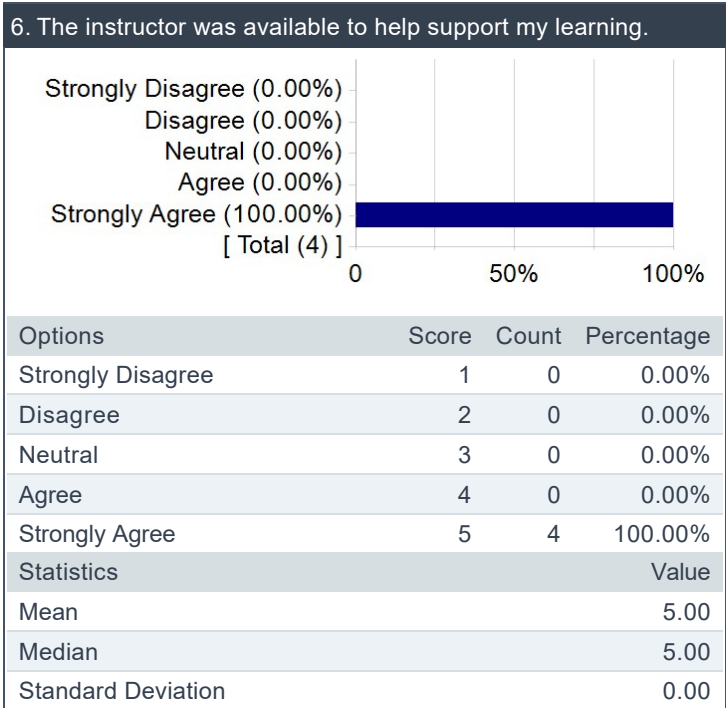 6. The instructor was available to help support my learning.
Strongly Disagree (0.00%)
Disagree (0.00%)
Neutral (0.00%)
Agree (0.00%)
Strongly Agree (100.00%)
[ Total (4) ]
0 50% 100%
Options Score Count Percentage
Strongly Disagree 1 0 0.00%
Disagree 2 0 0.00%
Neutral 3 0 0.00%
Agree 4 0 0.00%
Strongly Agree 5 4 100.00%
Statistics Value
Mean 5.00
Median 5.00
Standard Deviation 0.00